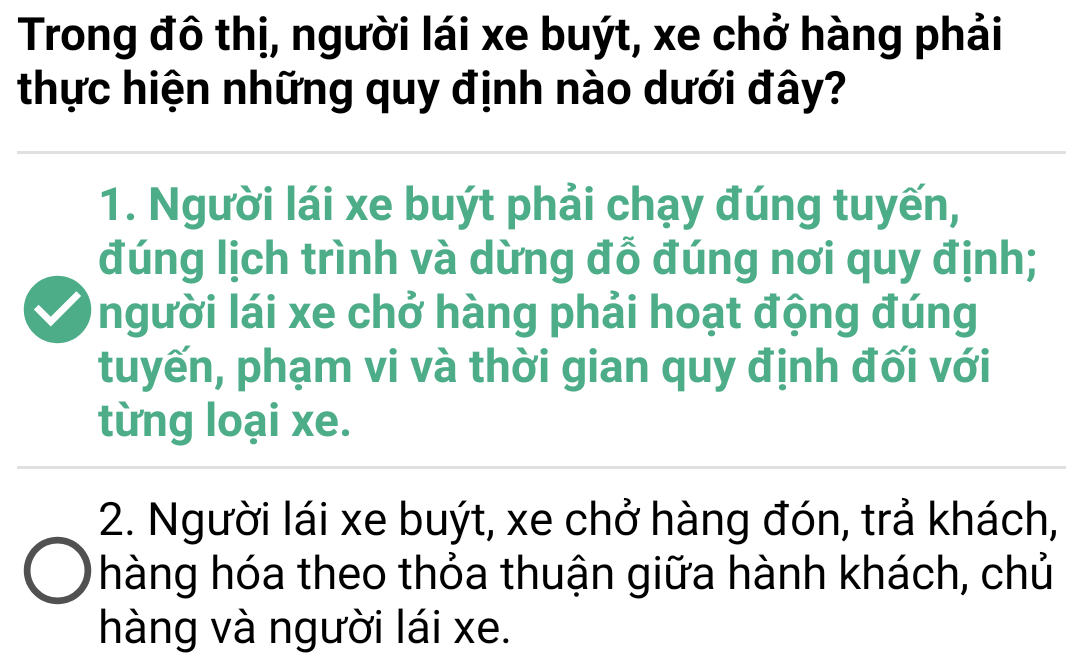 Trong đô thị, người lái xe buýt, xe chở hàng phải
thực hiện những quy định nào dưới đây?
1. Người lái xe buýt phải chạy đúng tuyến,
đúng lịch trình và dừng đỗ đúng nơi quy định;
người lái xe chở hàng phải hoạt động đúng
tuyến, phạm vi và thời gian quy định đối với
từng loại xe.
2. Người lái xe buýt, xe chở hàng đón, trả khách,
hàng hóa theo thỏa thuận giữa hành khách, chủ
hàng và người lái xe.